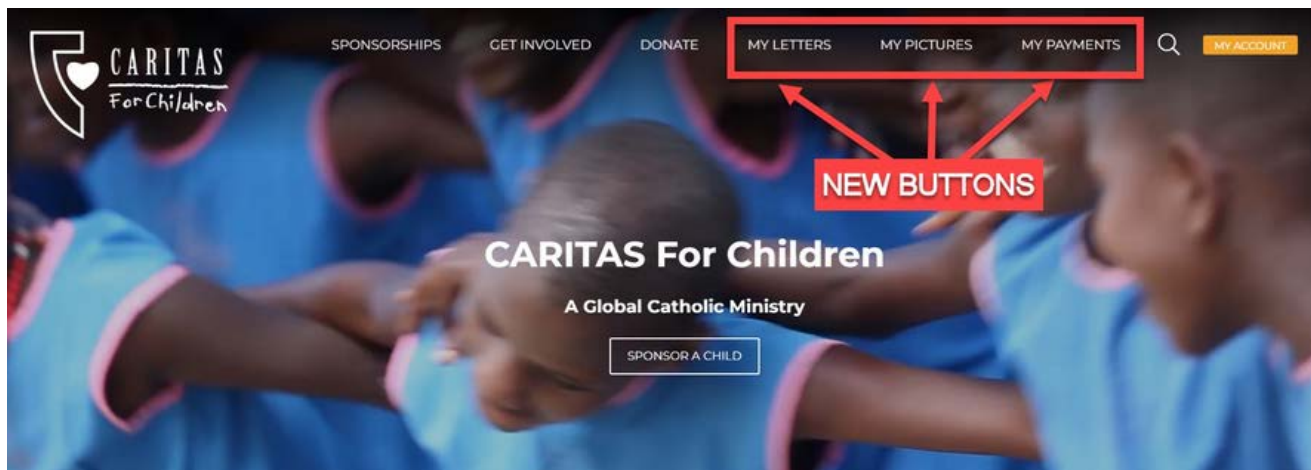 CARITAS
For Children
SPONSORSHIPS GET INVOLVED DONATE MY LETTERS MY PICTURES MY PAYMENTS MY ACCOUNT
NEW BUTTONS
CARITAS For Children
A Global Catholic Ministry
SPONSOR A CHILD